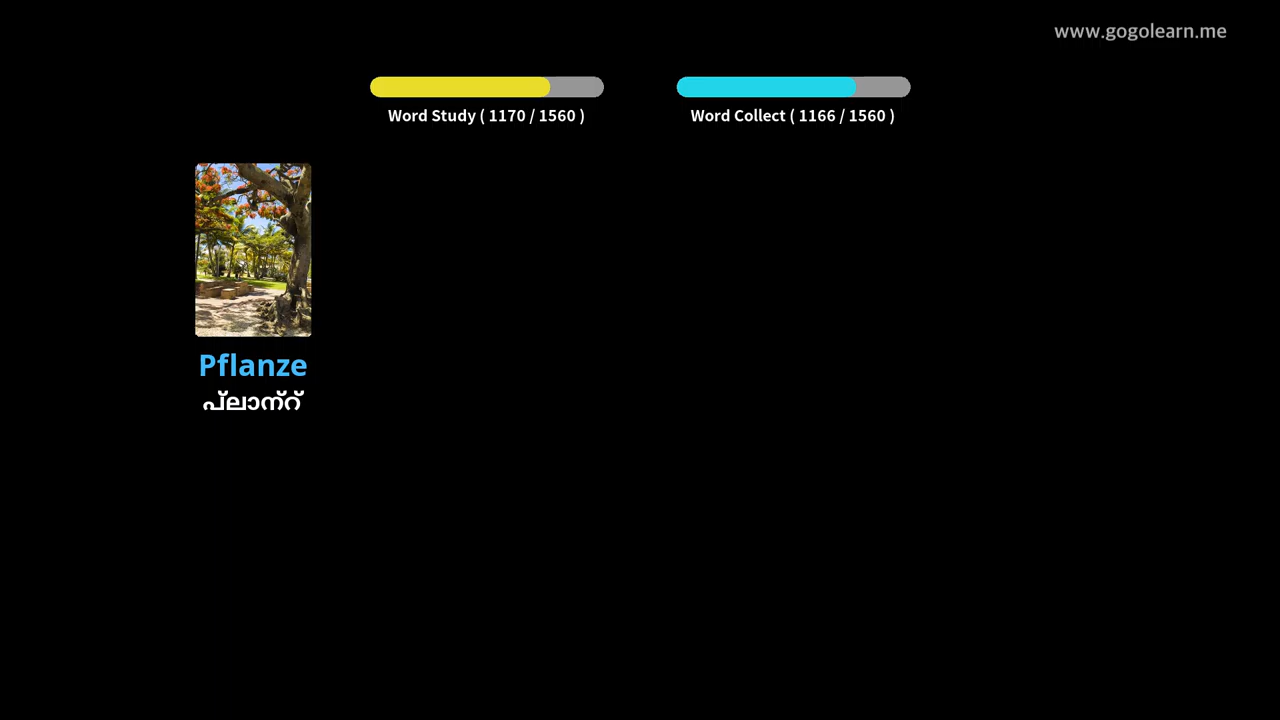 www.gogolearn.me
Word Study ( 1170 / 1560 )
Word Collect ( 1166 / 1560 )
Pflanze
പ്ലാന്റ്